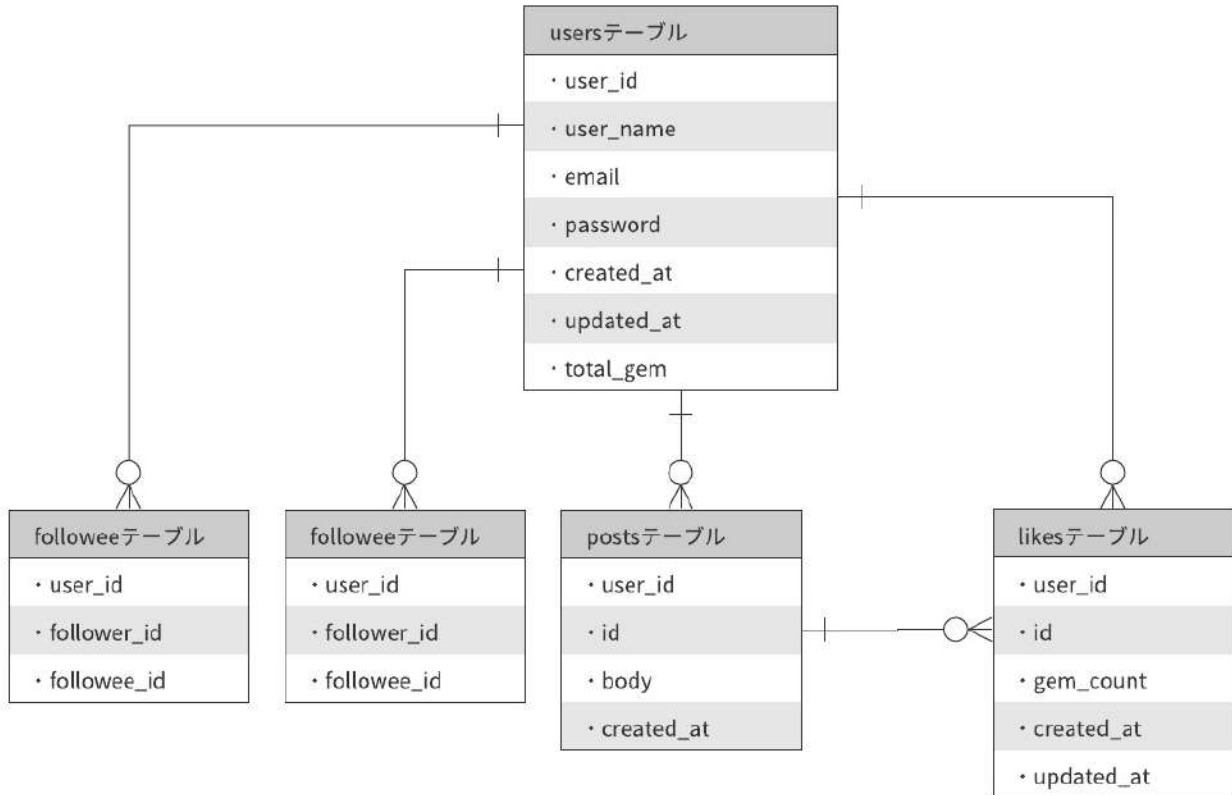 usersテーブル
・user_id
・user_name
・email
・password
・created_at
・updated_at
・total_gem
followeeテーブル
・user_id
・follower_id
・followee_id
followeeテーブル
・user_id
・follower_id
・followee_id
postsテーブル
・user_id
・id
・body
・created_at
likesテーブル
・user_id
・id
・gem_count
・created_at
・updated_at